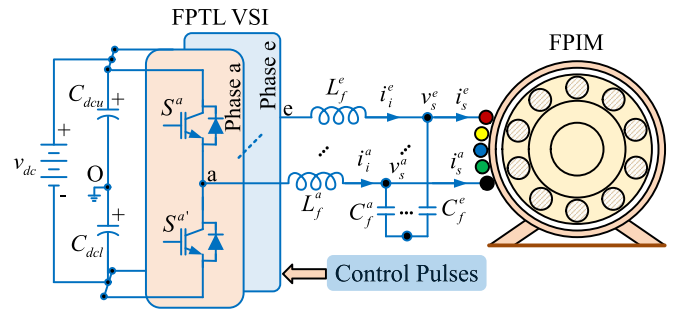 FPTL VSI
FPIM
Phase e
Phase a
C_dcu +
S^a
e
L_f^e
i_i^e
v_s^e
i_s^e
+
v_dc
-
O
a
L_f^a
i_i^a
v_s^a
i_s^a
+
C_dcl
S^a'
C_f^a
C_f^e
Control Pulses